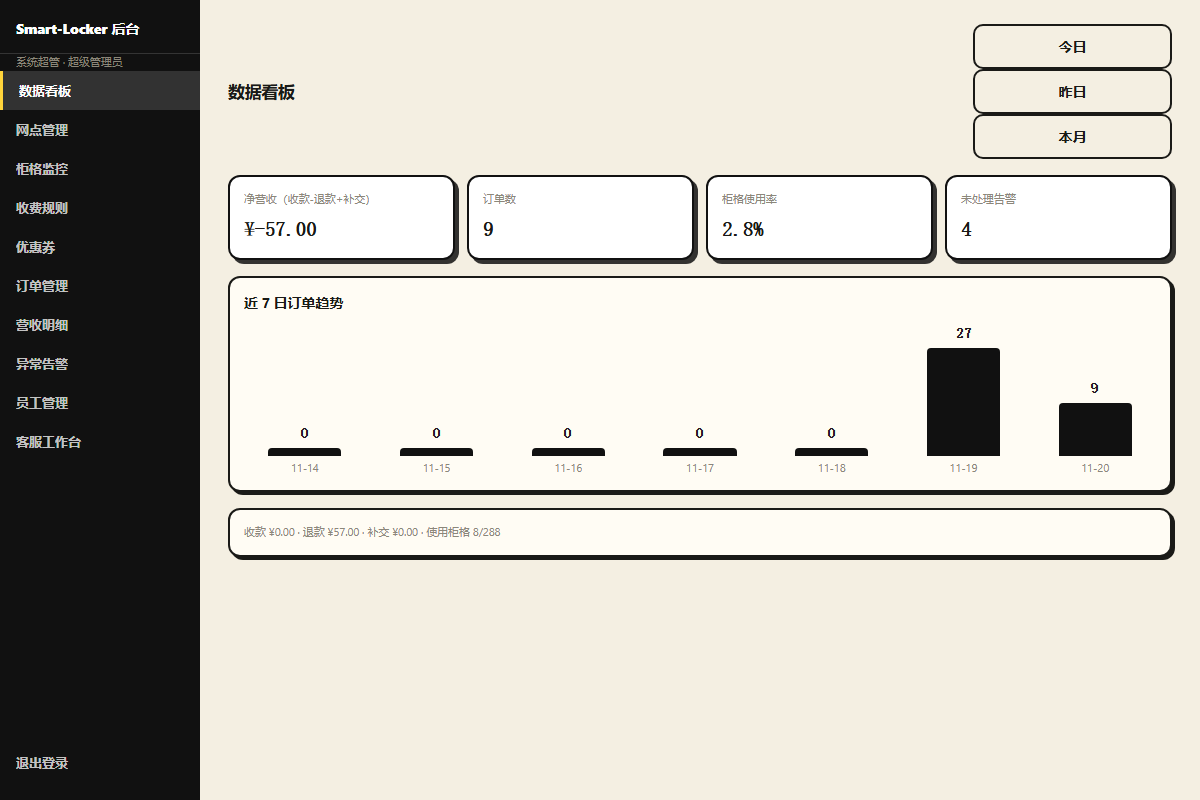 Smart-Locker 后台
系统超管 · 超级管理员
数据看板
网点管理
柜格监控
收费规则
优惠券
订单管理
营收明细
异常告警
员工管理
客服工作台
退出登录
数据看板
今日
昨日
本月
净营收（收款-退款+补交）
¥-57.00
订单数
9
柜格使用率
2.8%
未处理告警
4
近 7 日订单趋势
0
0
0
0
0
27
9
11-14
11-15
11-16
11-17
11-18
11-19
11-20
收款 ¥0.00 · 退款 ¥57.00 · 补交 ¥0.00 · 使用柜格 8/288